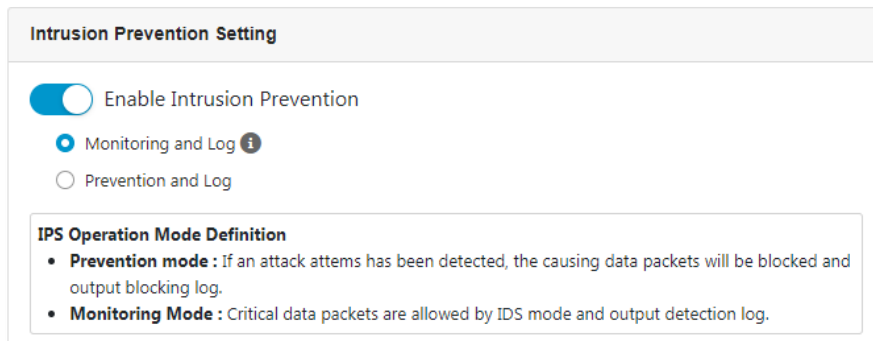 Intrusion Prevention Setting
Enable Intrusion Prevention
Monitoring and Log
Prevention and Log
IPS Operation Mode Definition
• Prevention mode : If an attack attems has been detected, the causing data packets will be blocked and
output blocking log.
• Monitoring Mode : Critical data packets are allowed by IDS mode and output detection log.